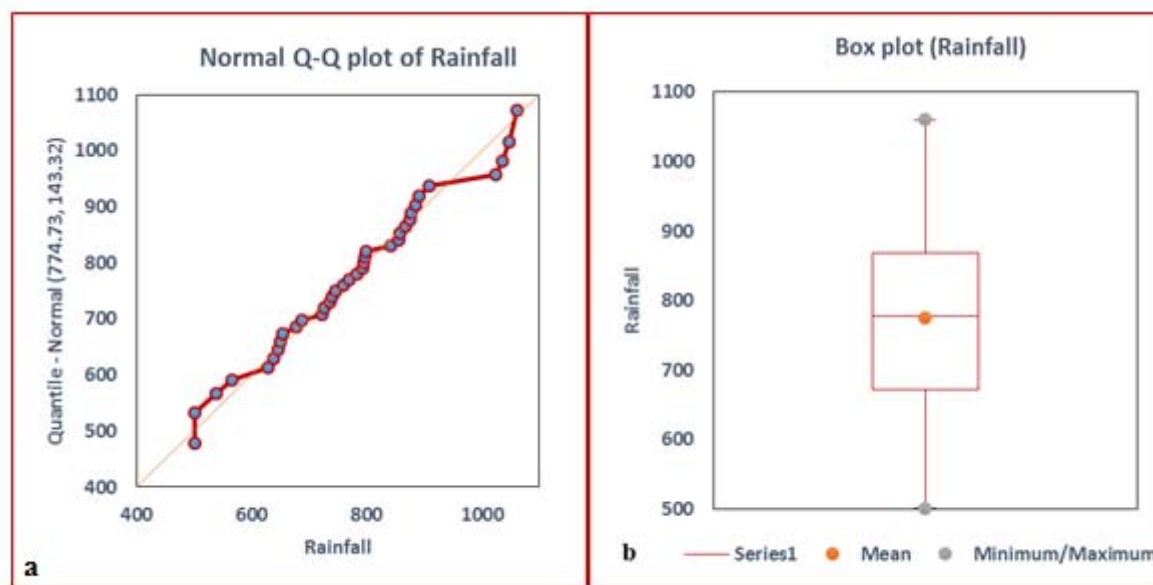 Normal Q-Q plot of Rainfall
Quantile - Normal (774.73, 143.32)
1100
1000
900
800
700
600
500
400
400 600 800 1000
Rainfall
a
Box plot (Rainfall)
Rainfall
1100
1000
900
800
700
600
500
b
Series1 Mean Minimum/Maximum